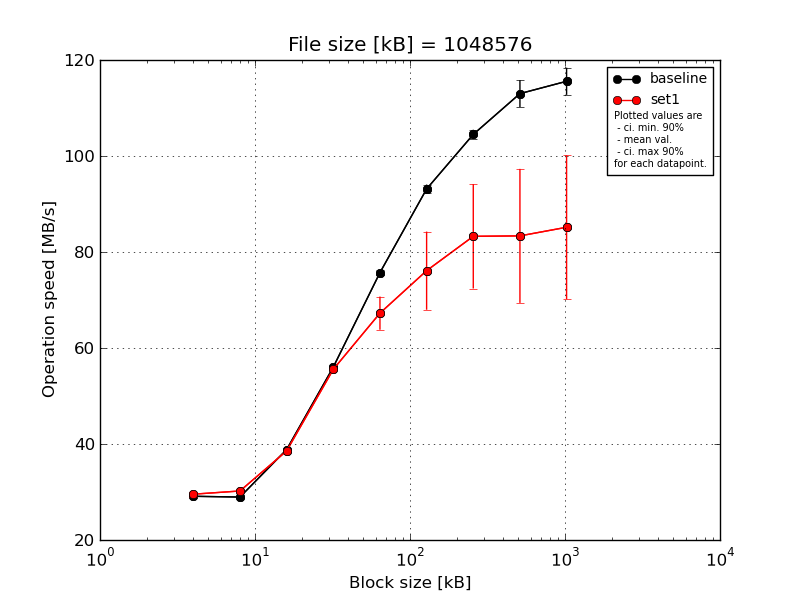 File size [kB] = 1048576
120
100
80
60
40
20
Operation speed [MB/s]
baseline
set1
Plotted values are
- ci. min. 90%
- mean val.
- ci. max 90%
for each datapoint.
10^0 10^1 10^2 10^3 10^4
Block size [kB]